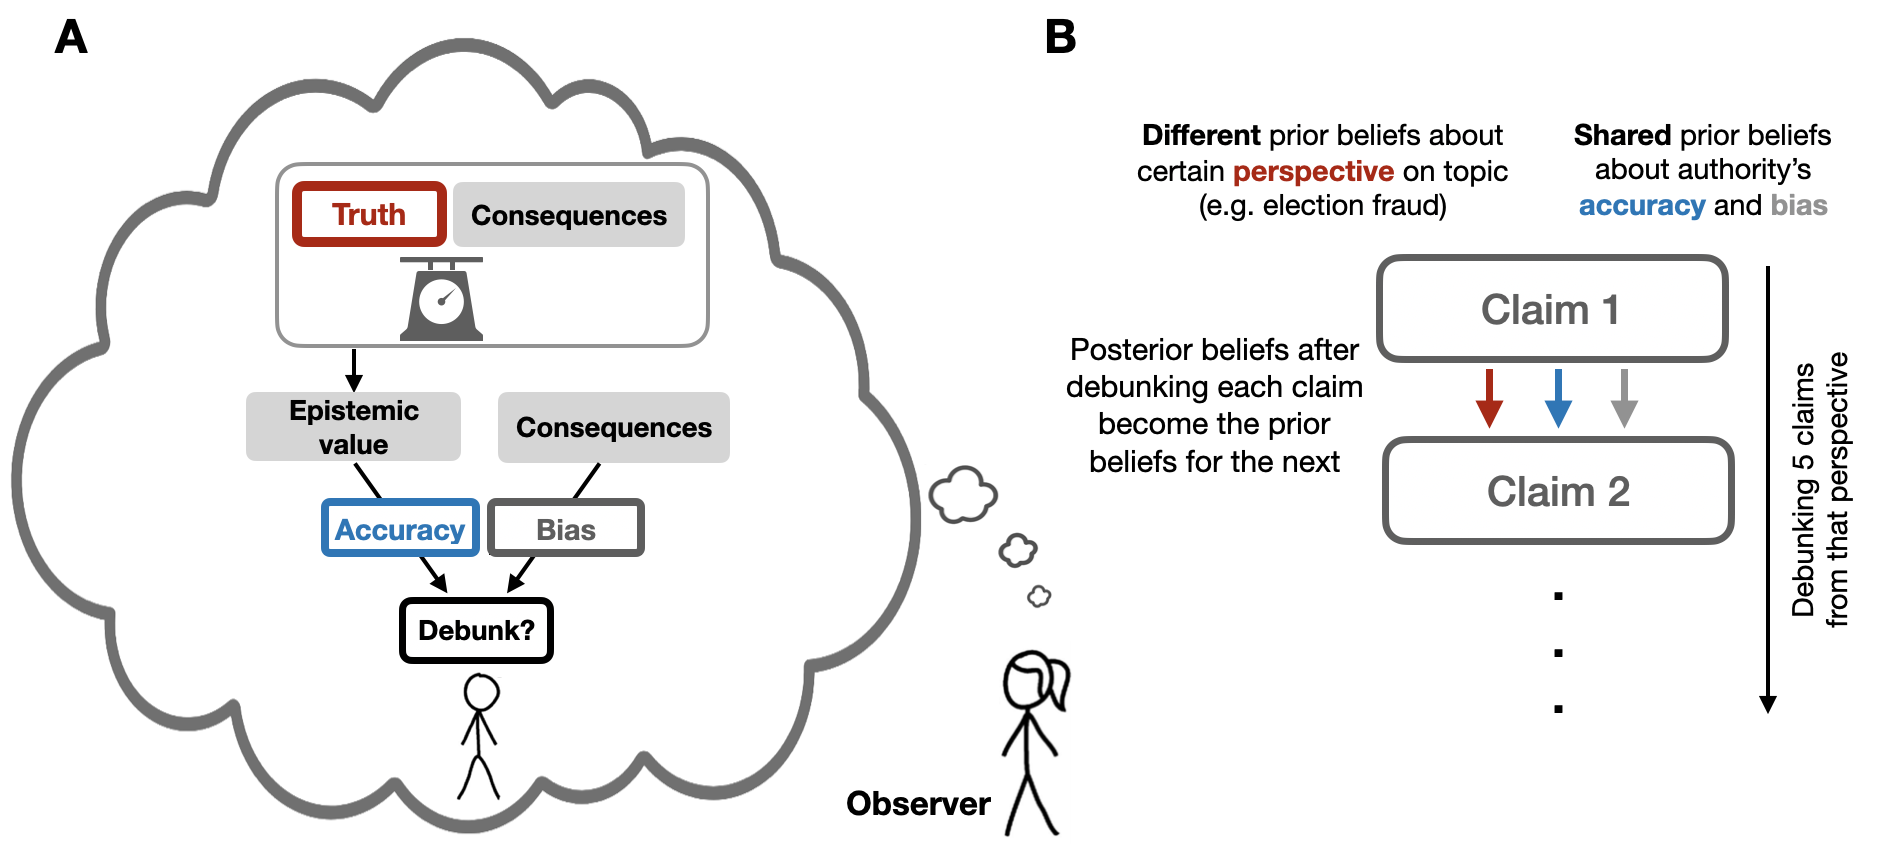 A
Truth
Consequences
Epistemic
value
Consequences
Accuracy
Bias
Debunk?
Observer
B
Different prior beliefs about
certain perspective on topic
(e.g. election fraud)
Shared prior beliefs
about authority’s
accuracy and bias
Claim 1
Posterior beliefs after
debunking each claim
become the prior
beliefs for the next
Claim 2
Debunking 5 claims
from that perspective